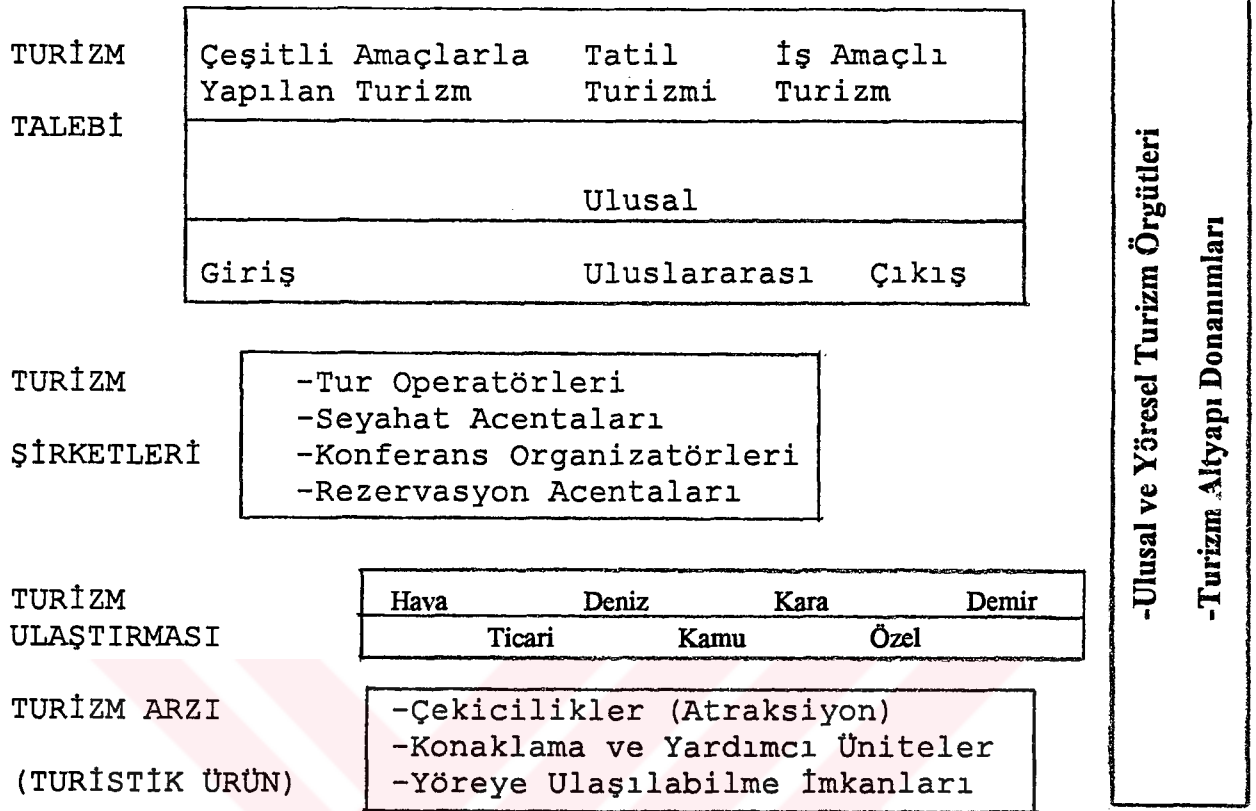 TURİZM
TALEBİ
Çeşitli Amaçlarla Tatil İş Amaçlı
Yapılan Turizm Turizmi Turizm
Ulusal
Giriş Uluslararası Çıkış
TURİZM
ŞİRKETLERİ
-Tur Operatörleri
-Seyahat Acentaları
-Konferans Organizatörleri
-Rezervasyon Acentaları
TURİZM
ULAŞTIRMASI
Hava Deniz Kara Demir
Ticari Kamu Özel
TURİZM ARZI
(TURİSTİK ÜRÜN)
-Çekicilikler (Atraksiyon)
-Konaklama ve Yardımcı Üniteler
-Yöreye Ulaşılabilme İmkanları
-Ulusal ve Yöresel Turizm Örgütleri
-Turizm Altyapı Donanımları